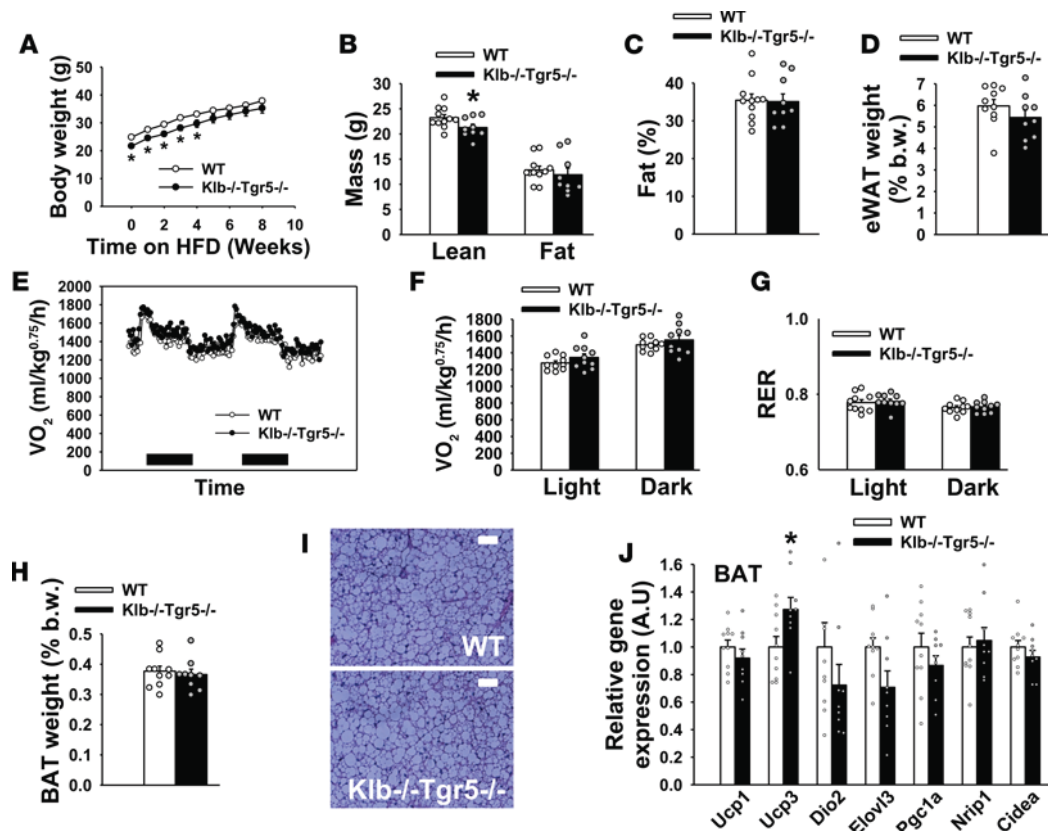 A
Body weight (g)
50
40
30
20
10
0
* * * * *
WT
Klb-/-Tgr5-/-
0 2 4 6 8 10
Time on HFD (Weeks)
B
WT
Klb-/-Tgr5-/-
Mass (g)
30
25
20
15
10
5
0
*
Lean Fat
C
WT
Klb-/-Tgr5-/-
Fat (%)
40
30
20
10
0
D
WT
Klb-/-Tgr5-/-
eWAT weight
(% b.w.)
7
6
5
4
3
2
1
0
E
VO2 (ml/kg0.75/h)
2000
1800
1600
1400
1200
1000
800
600
400
200
0
WT
Klb-/-Tgr5-/-
Time
F
WT
Klb-/-Tgr5-/-
VO2 (ml/kg0.75/h)
1800
1600
1400
1200
1000
800
600
400
200
0
Light Dark
G
WT
Klb-/-Tgr5-/-
RER
1.0
0.8
0.6
Light Dark
H
WT
Klb-/-Tgr5-/-
BAT weight (% b.w.)
0.5
0.4
0.3
0.2
0.1
0.0
I
WT
Klb-/-Tgr5-/-
J
WT
Klb-/-Tgr5-/-
BAT
Relative gene
expression (A.U)
1.6
1.4
1.2
1.0
0.8
0.6
0.4
0.2
0.0
*
Ucp1 Ucp3 Dio2 Elovl3 Pgc1a Nrip1 Cidea